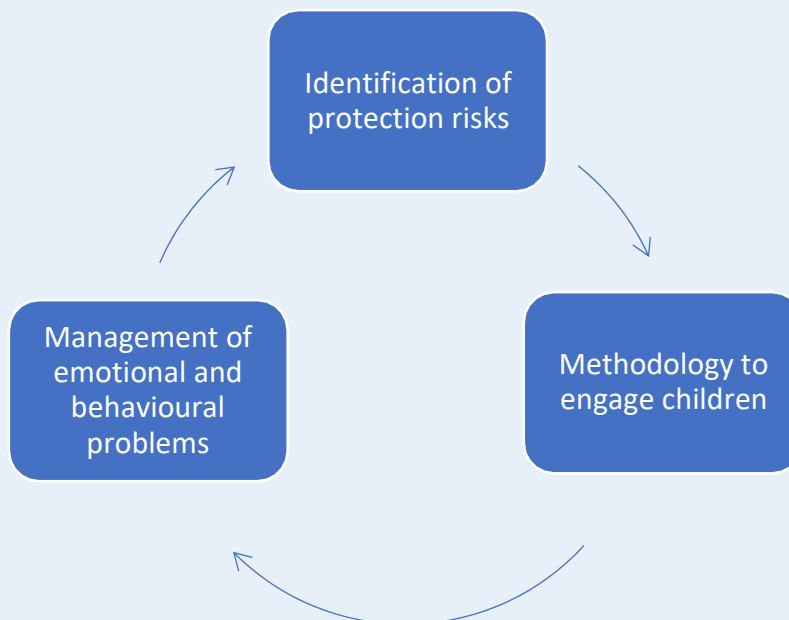 Identification of
protection risks
Methodology to
engage children
Management of
emotional and
behavioural
problems